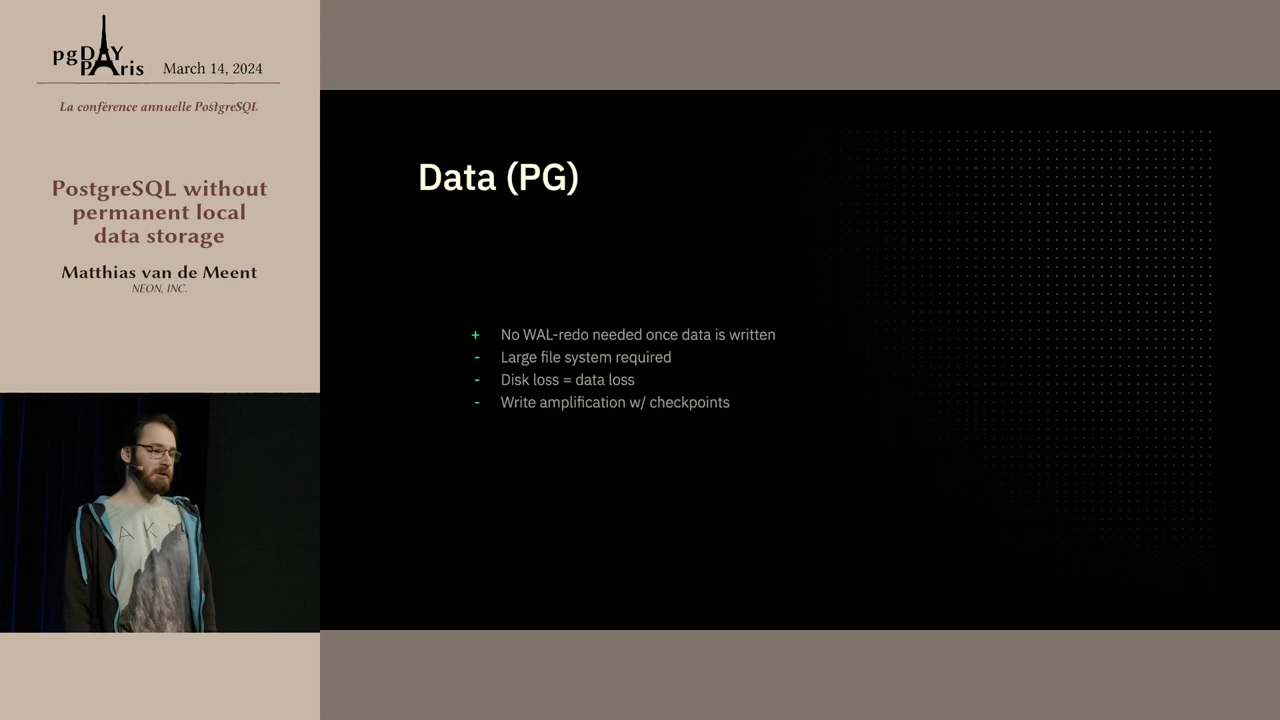 pgDAY
PAris
March 14, 2024
La conférence annuelle PostgreSQL
PostgreSQL without
permanent local
data storage
Matthias van de Meent
NEON, INC.
Data (PG)
+ No WAL-redo needed once data is written
- Large file system required
- Disk loss = data loss
- Write amplification w/ checkpoints